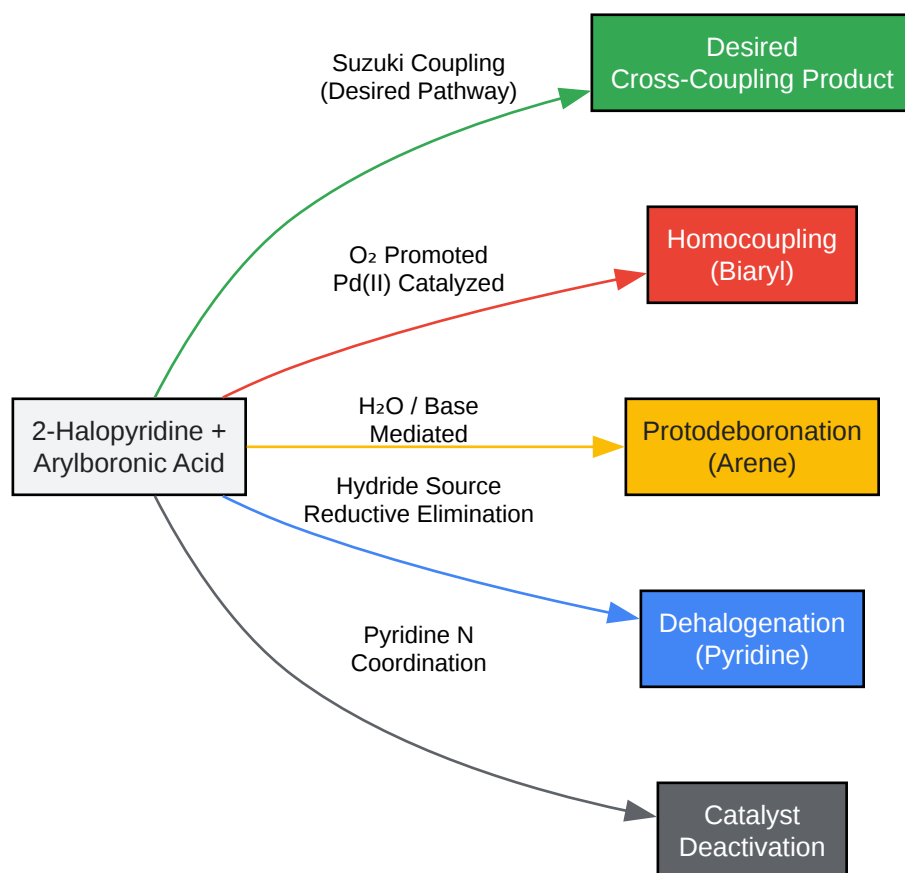 Desired
Cross-Coupling Product
Suzuki Coupling
(Desired Pathway)
Homocoupling
(Biaryl)
O₂ Promoted
Pd(II) Catalyzed
2-Halopyridine +
Arylboronic Acid
H₂O / Base
Mediated
Protodeboronation
(Arene)
Hydride Source
Reductive Elimination
Dehalogenation
(Pyridine)
Pyridine N
Coordination
Catalyst
Deactivation